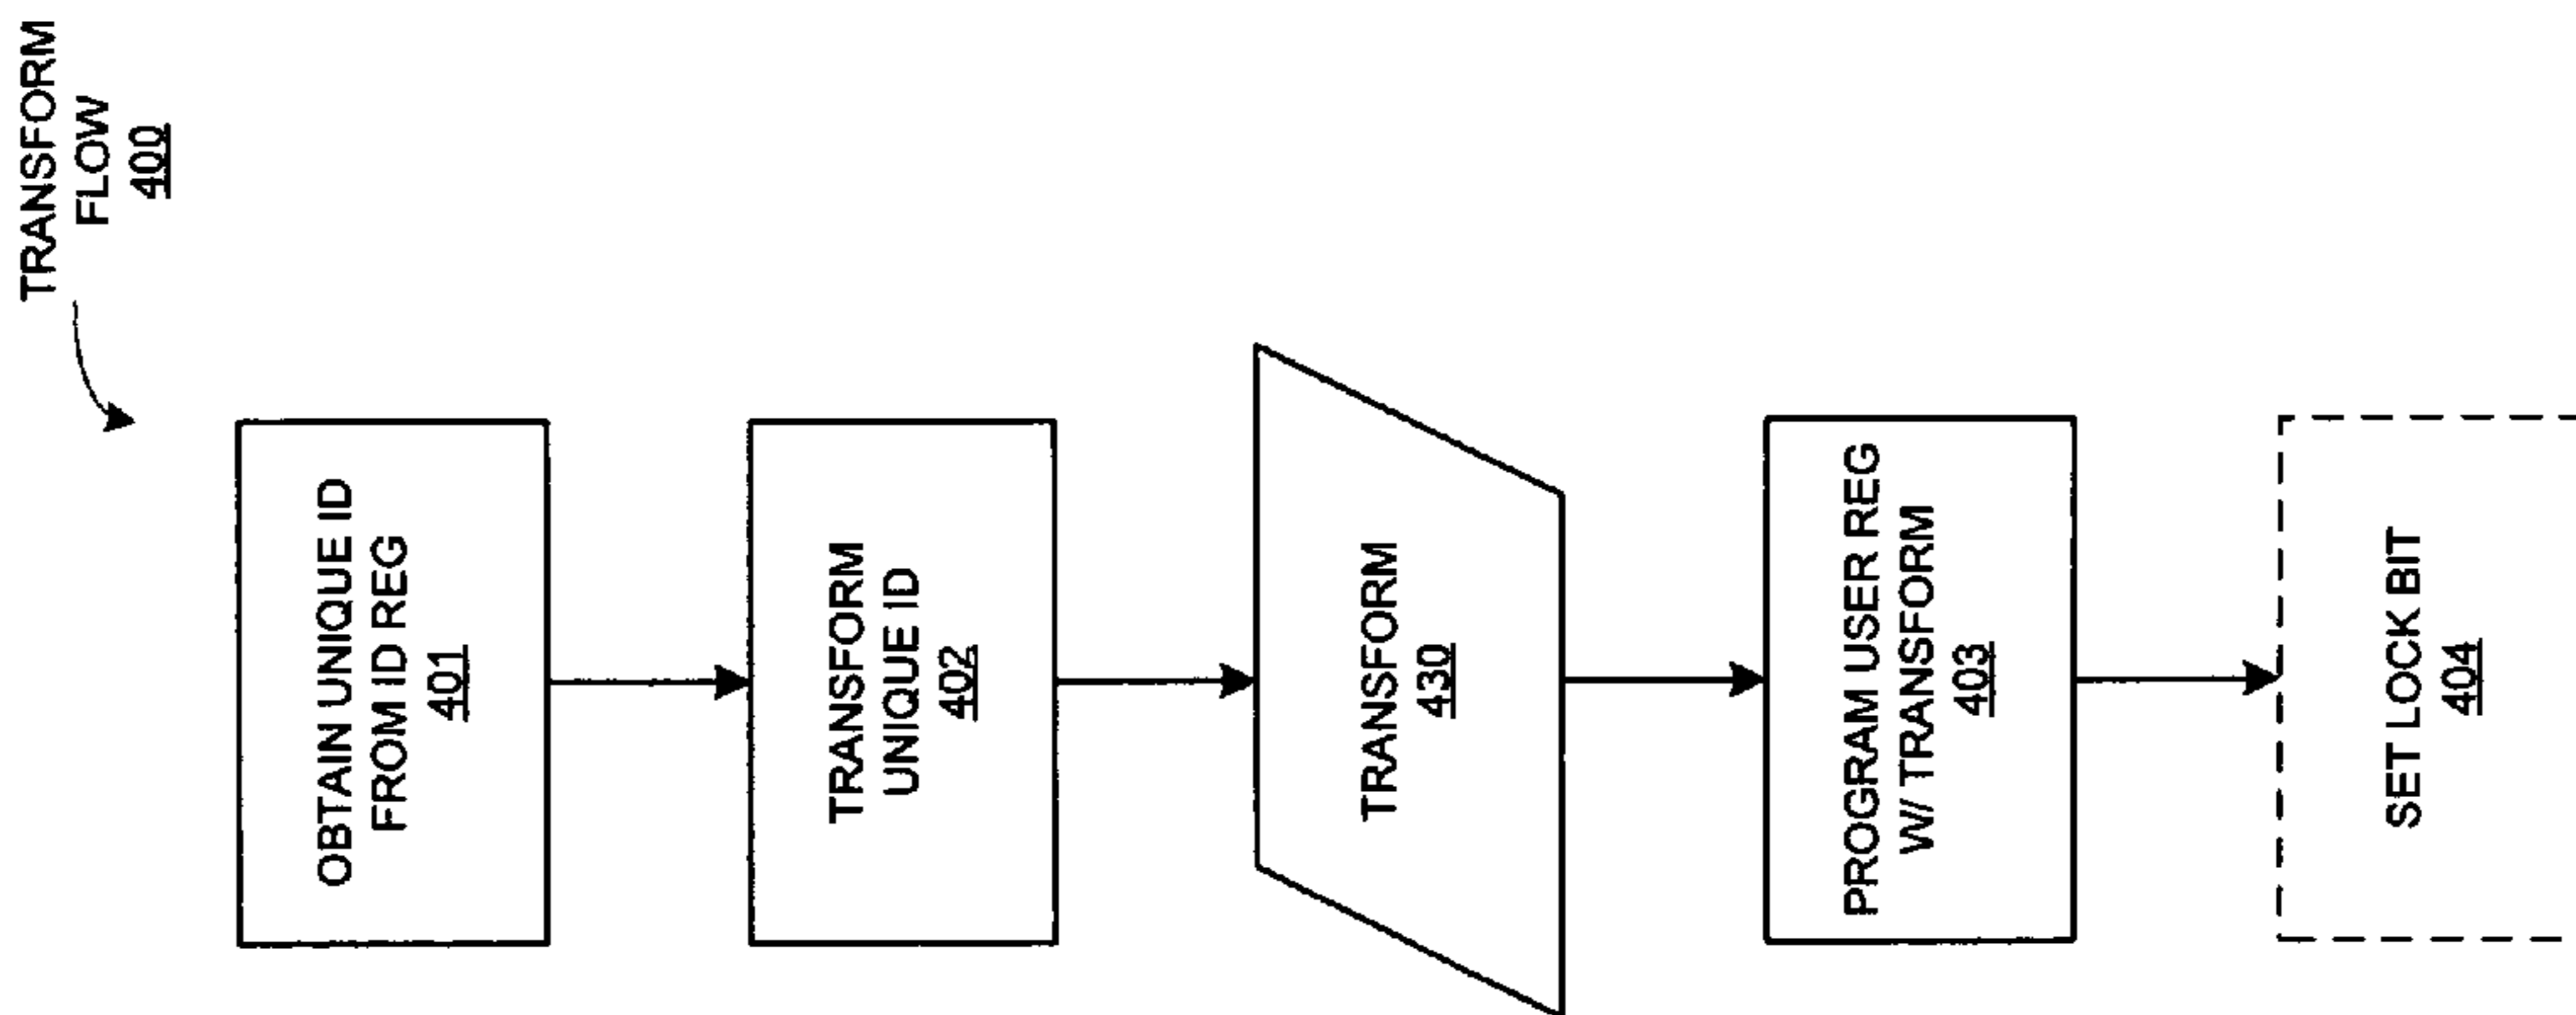 TRANSFORM
FLOW
400
OBTAIN UNIQUE ID
FROM ID REG
401
TRANSFORM
UNIQUE ID
402
TRANSFORM
430
PROGRAM USER REG
W/ TRANSFORM
403
SET LOCK BIT
404